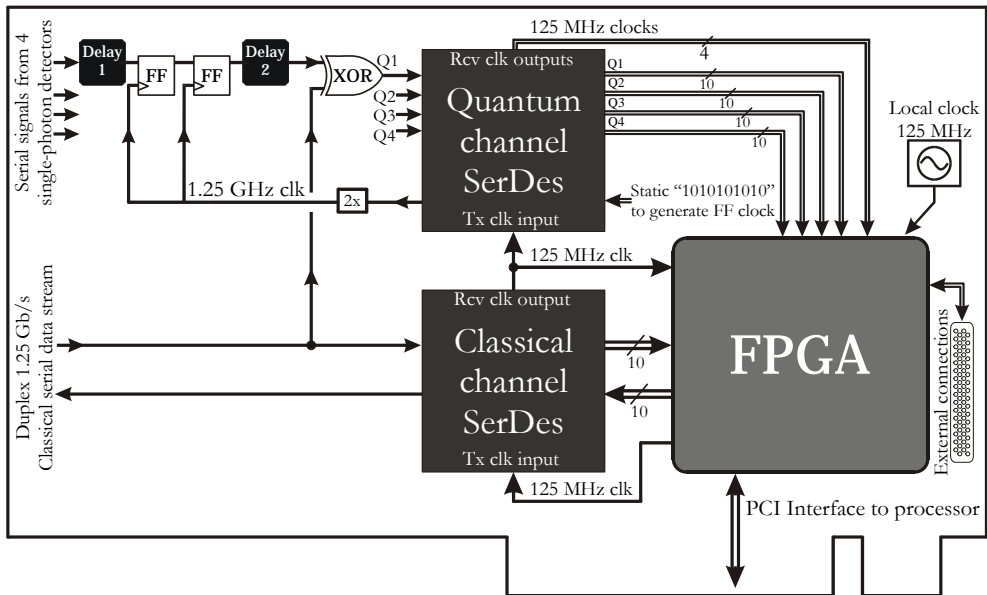 Serial signals from 4
single-photon detectors
Delay
1
FF
FF
Delay
2
XOR
Q1
Q2
Q3
Q4
Rcv clk outputs
Quantum
channel
SerDes
Tx clk input
125 MHz clocks
4
Q1
10
Q2
10
Q3
10
Q4
10
Local clock
125 MHz
1.25 GHz clk
2x
Static “1010101010”
to generate FF clock
125 MHz clk
Duplex 1.25 Gb/s
Classical serial data stream
Rcv clk output
Classical
channel
SerDes
Tx clk input
10
10
125 MHz clk
FPGA
External connections
PCI Interface to processor